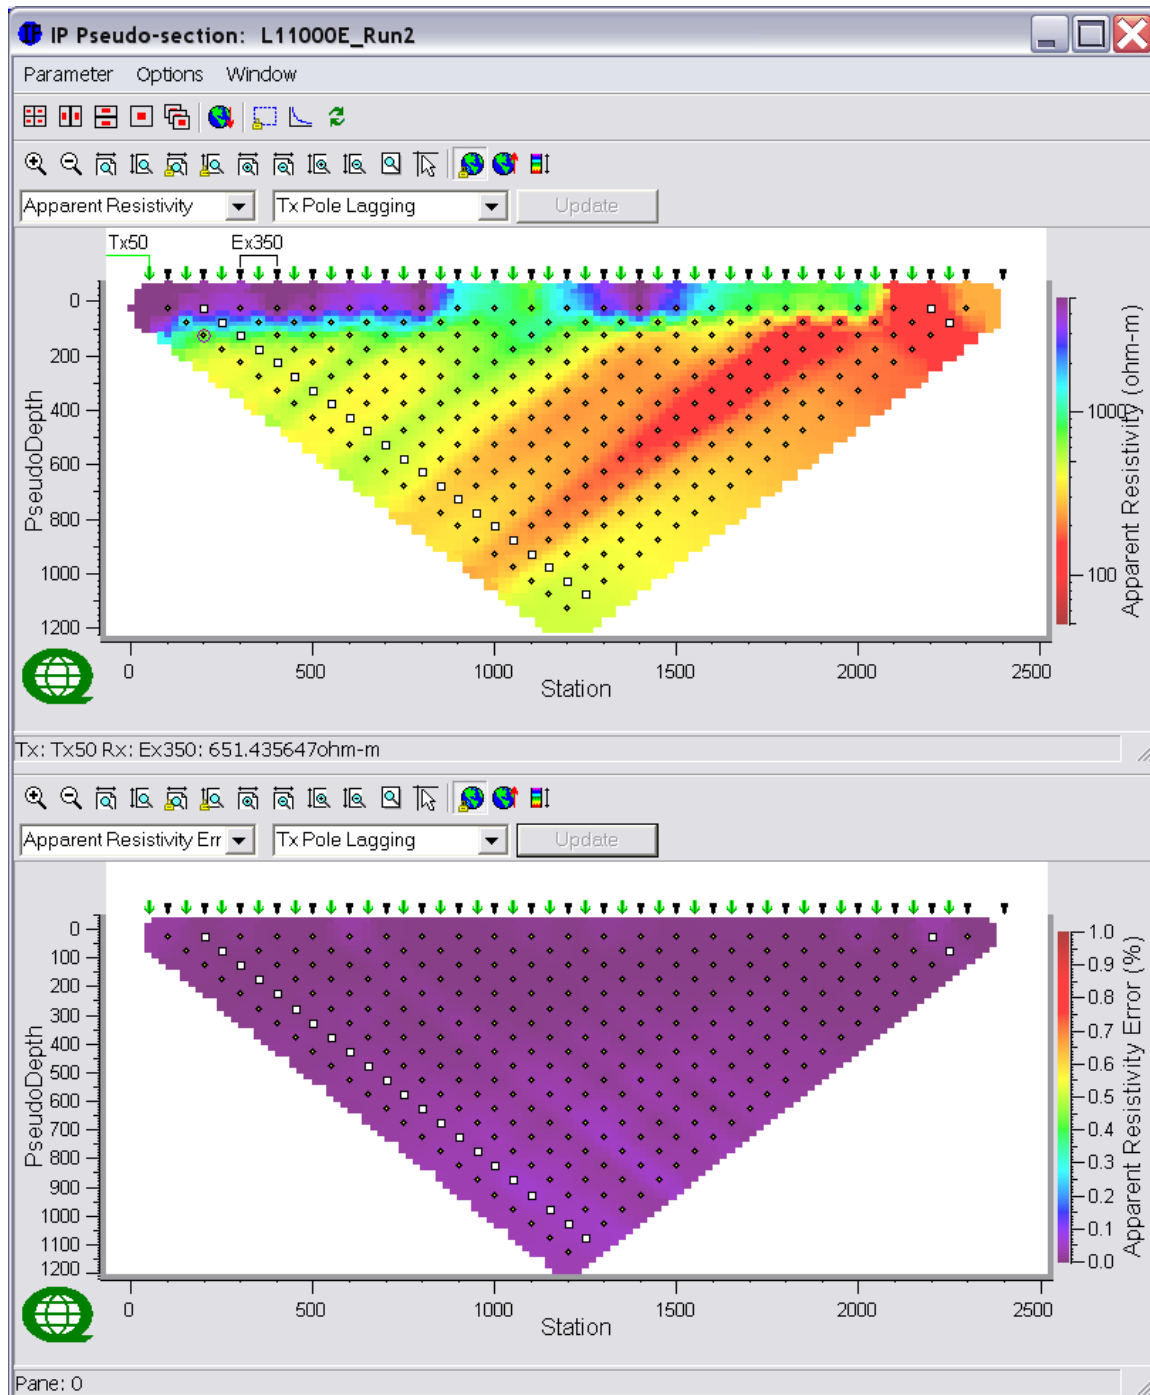 IP Pseudo-section: L11000E_Run2
Parameter Options Window
Apparent Resistivity Tx Pole Lagging Update
Tx50 Ex350
PseudoDepth
0
200
400
600
800
1000
1200
0 500 1000 1500 2000 2500
Station
1000
100
Apparent Resistivity (ohm-m)
Tx: Tx50 Rx: Ex350: 651.435647ohm-m
Apparent Resistivity Err Tx Pole Lagging Update
PseudoDepth
0
100
200
300
400
500
600
700
800
900
1000
1100
1200
0 500 1000 1500 2000 2500
Station
1.0
0.9
0.8
0.7
0.6
0.5
0.4
0.3
0.2
0.1
0.0
Apparent Resistivity Error (%)
Pane: 0